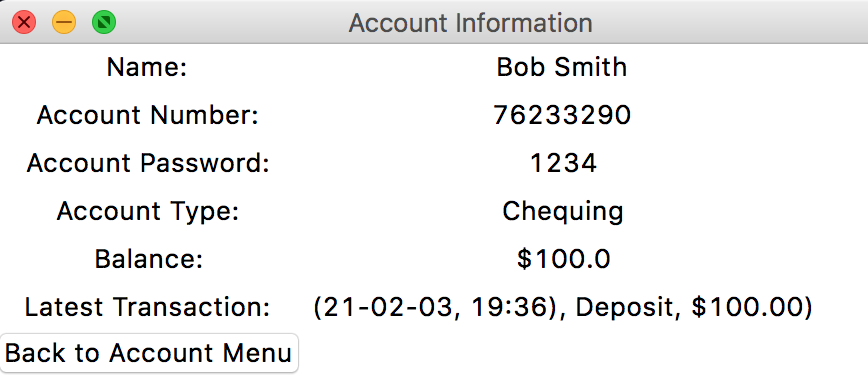 Account Information
Name: Bob Smith
Account Number: 76233290
Account Password: 1234
Account Type: Chequing
Balance: $100.0
Latest Transaction: (21-02-03, 19:36), Deposit, $100.00)
Back to Account Menu